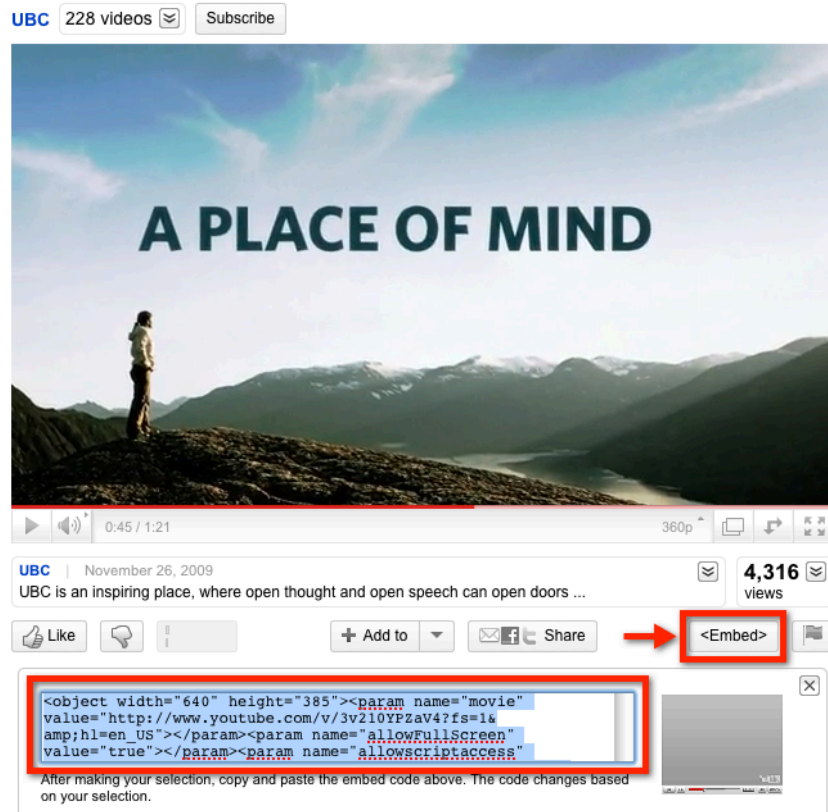 UBC 228 videos Subscribe
A PLACE OF MIND
0:45 / 1:21 360p
UBC | November 26, 2009
UBC is an inspiring place, where open thought and open speech can open doors ...
4,316
views
Like Add to Share <Embed>
<object width="640" height="385"><param name="movie"
value="http://www.youtube.com/v/3v210YPZaV4?fs=1&
amp;hl=en_US"></param><param name="allowFullScreen"
value="true"></param><param name="allowscriptaccess"
After making your selection, copy and paste the embed code above. The code changes based
on your selection.